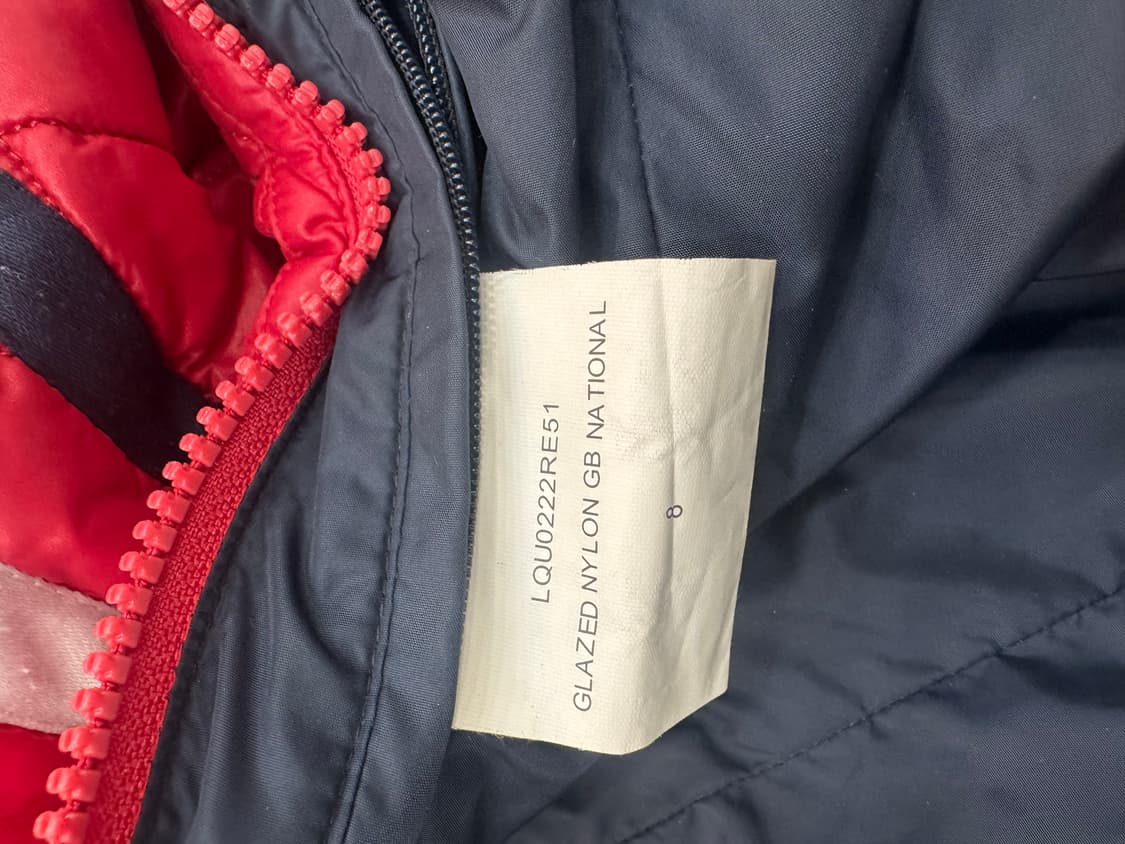 LQU0222RE51
GLAZED NYLON GB NATIONAL
8